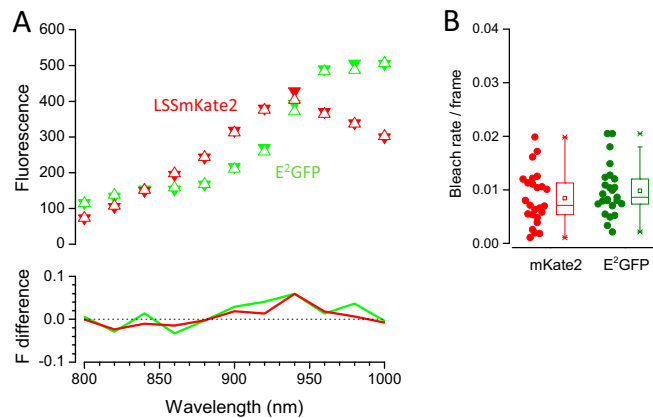 A
Fluorescence
600
500
400
300
200
100
0
LSSmKate2
E²GFP
F difference
0.1
0.0
-0.1
800
850
900
950
1000
Wavelength (nm)
B
Bleach rate / frame
0.04
0.03
0.02
0.01
0.00
mKate2
E²GFP